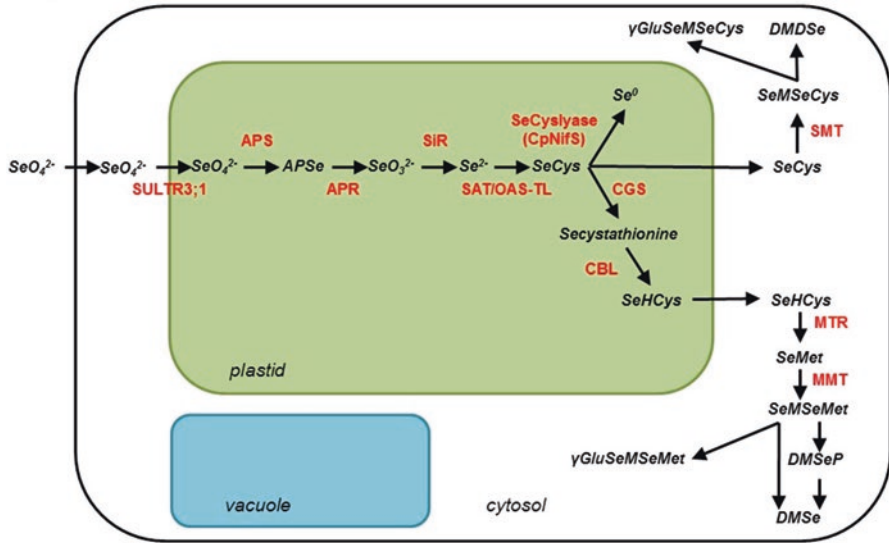 γGluSeMSeCys DMDSe
Se⁰ SeMSeCys
SeCyslyase
(CpNifS)
APS SiR SMT
SeO₄²⁻ SeO₄²⁻ SeO₄²⁻ APSe SeO₃²⁻ Se²⁻ SeCys SeCys
SULTR3;1 APR SAT/OAS-TL CGS
Secystathionine
CBL
SeHCys SeHCys
MTR
SeMet
plastid
MMT
SeMSeMet
γGluSeMSeMet DMSeP
vacuole cytosol
DMSe